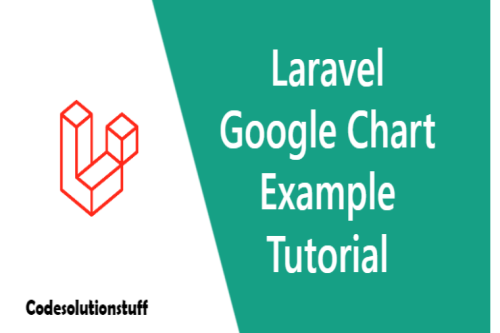 Laravel
Google Chart
Example
Tutorial
Codesolutionstuff